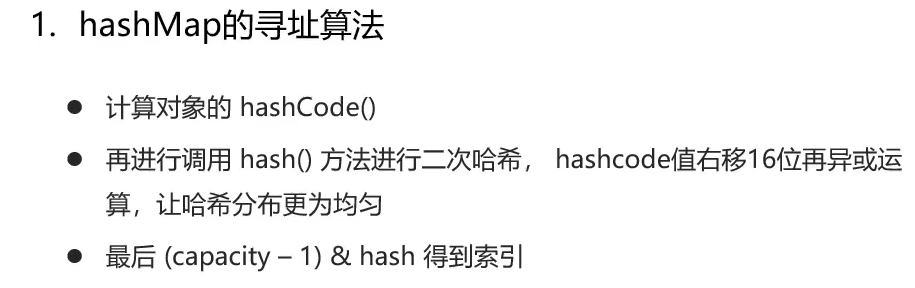 1. hashMap的寻址算法
● 计算对象的 hashCode()
● 再进行调用 hash() 方法进行二次哈希， hashcode值右移16位再异或运
算，让哈希分布更为均匀
● 最后 (capacity – 1) & hash 得到索引